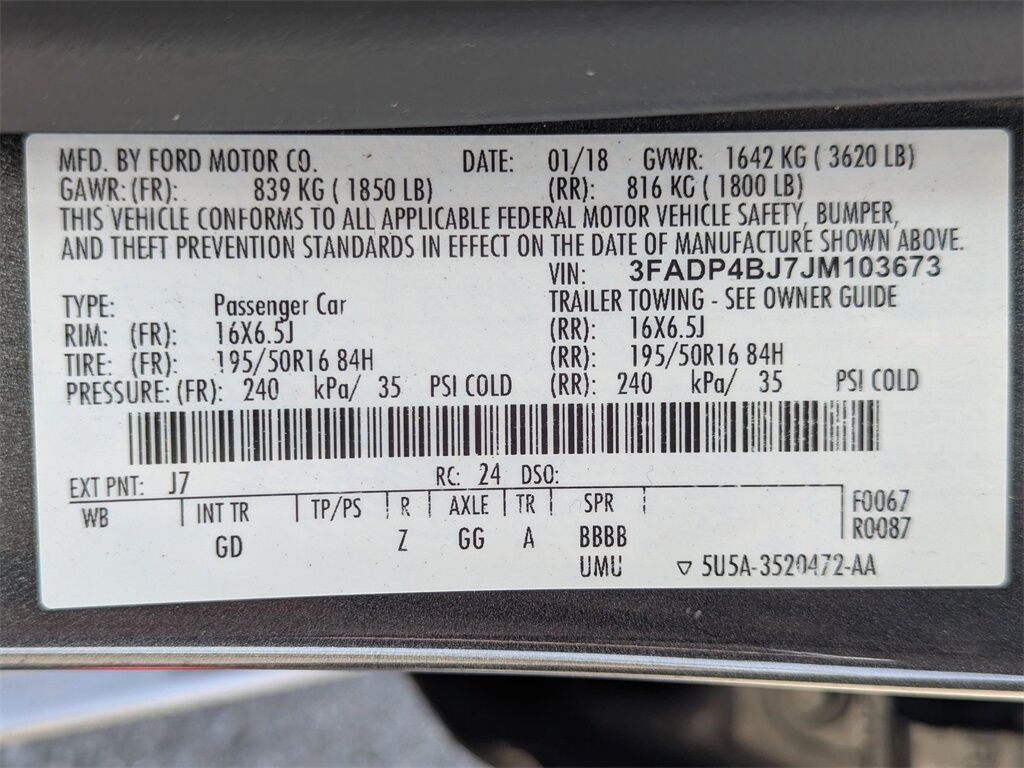 MFD. BY FORD MOTOR CO. DATE: 01/18 GVWR: 1642 KG ( 3620 LB)
GAWR: (FR): 839 KG ( 1850 LB) (RR): 816 KG ( 1800 LB)
THIS VEHICLE CONFORMS TO ALL APPLICABLE FEDERAL MOTOR VEHICLE SAFETY, BUMPER,
AND THEFT PREVENTION STANDARDS IN EFFECT ON THE DATE OF MANUFACTURE SHOWN ABOVE.
VIN: 3FADP4BJ7JM103673
TYPE: Passenger Car TRAILER TOWING - SEE OWNER GUIDE
RIM: (FR): 16X6.5J (RR): 16X6.5J
TIRE: (FR): 195/50R16 84H (RR): 195/50R16 84H
PRESSURE: (FR): 240 kPa/ 35 PSI COLD (RR): 240 kPa/ 35 PSI COLD
EXT PNT: J7 RC: 24 DSO:
WB INT TR TP/PS R AXLE TR SPR F0067
R0087
GD Z GG A BBBB
UMU ▽ 5U5A-3520472-AA